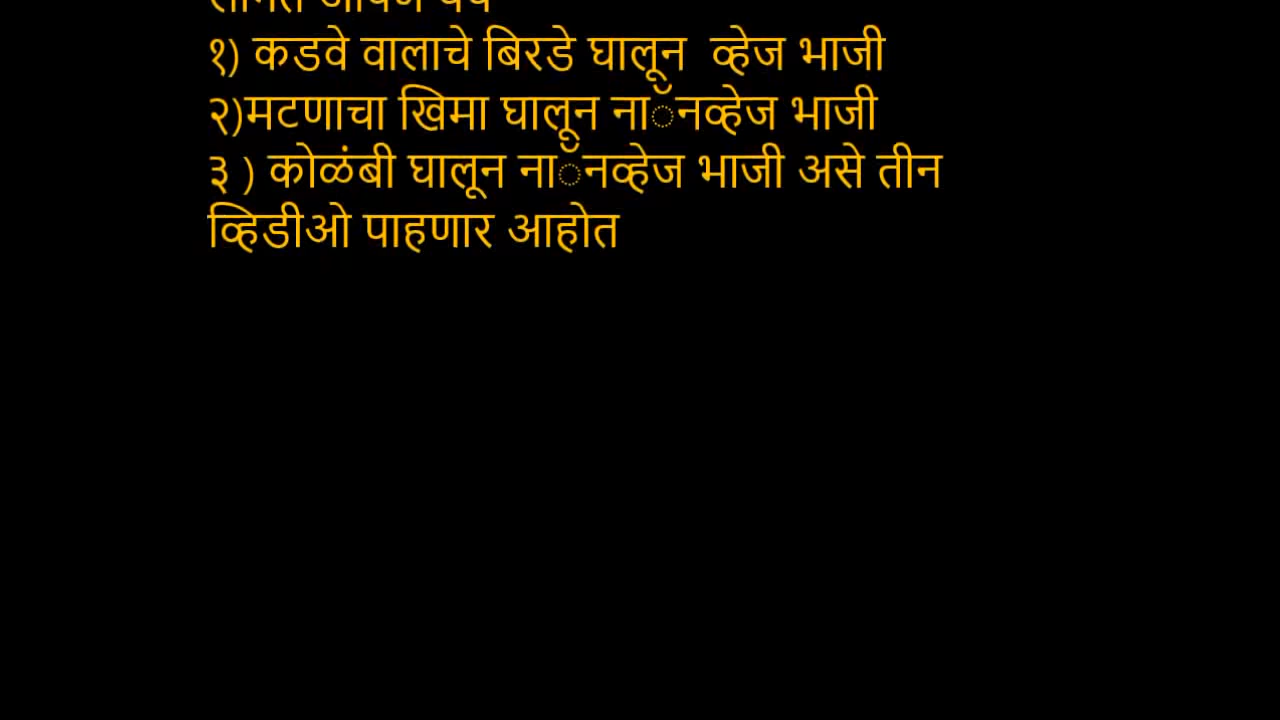 १) कडवे वालाचे बिरडे घालून व्हेज भाजी
२)मटणाचा खिमा घालून नाॅनव्हेज भाजी
३ ) कोळंबी घालून नाॅनव्हेज भाजी असे तीन
व्हिडीओ पाहणार आहोत